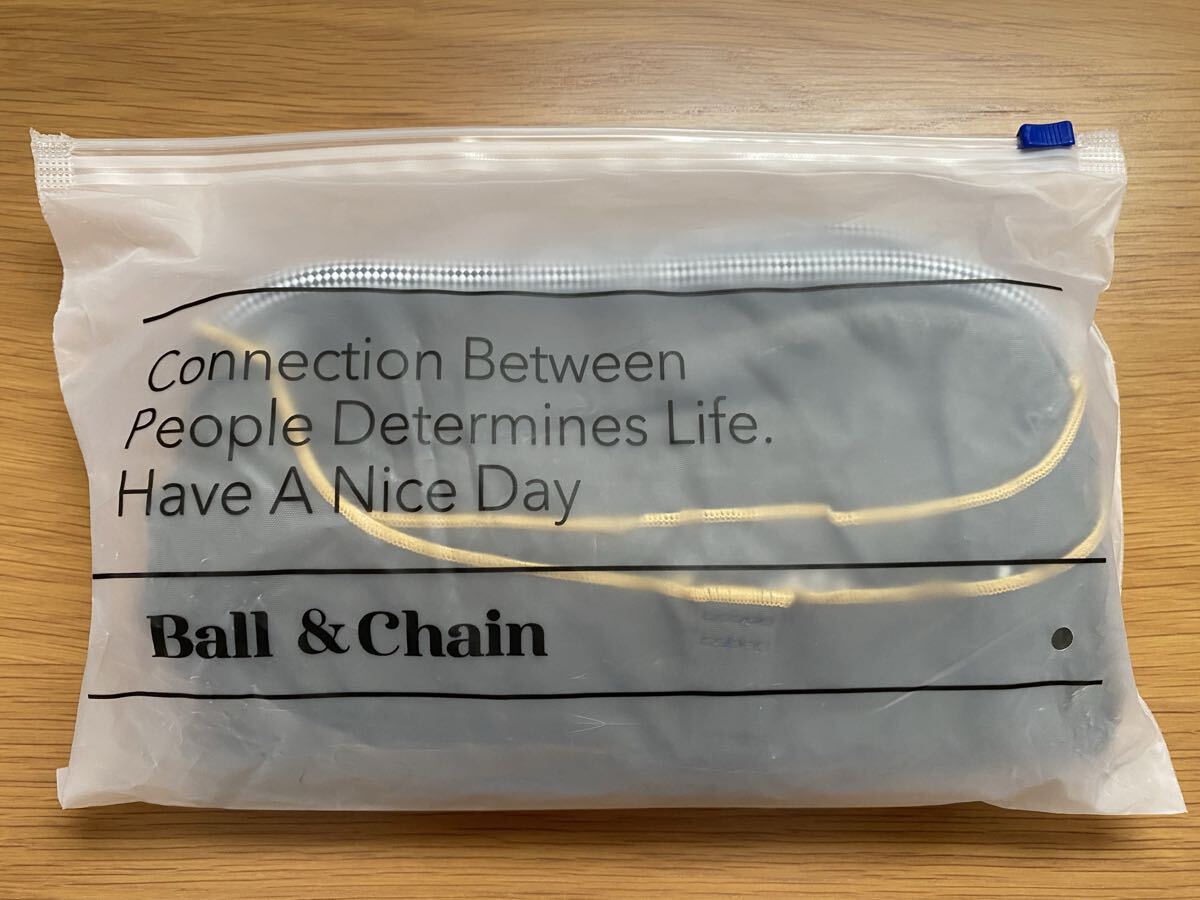 Connection Between
People Determines Life.
Have A Nice Day
Ball & Chain